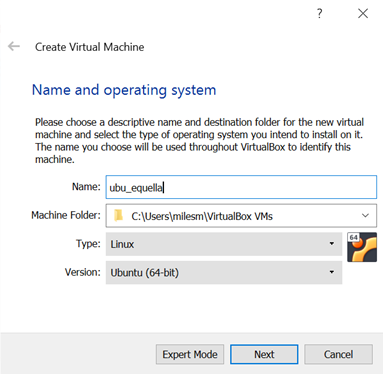 ?
Create Virtual Machine
Name and operating system
Please choose a descriptive name and destination folder for the new virtual
machine and select the type of operating system you intend to install on it.
The name you choose will be used throughout VirtualBox to identify this
machine.
Name: ubu_equella
Machine Folder: C:\Users\milesm\VirtualBox VMs
Type: Linux
64
Version: Ubuntu (64-bit)
Expert Mode Next Cancel